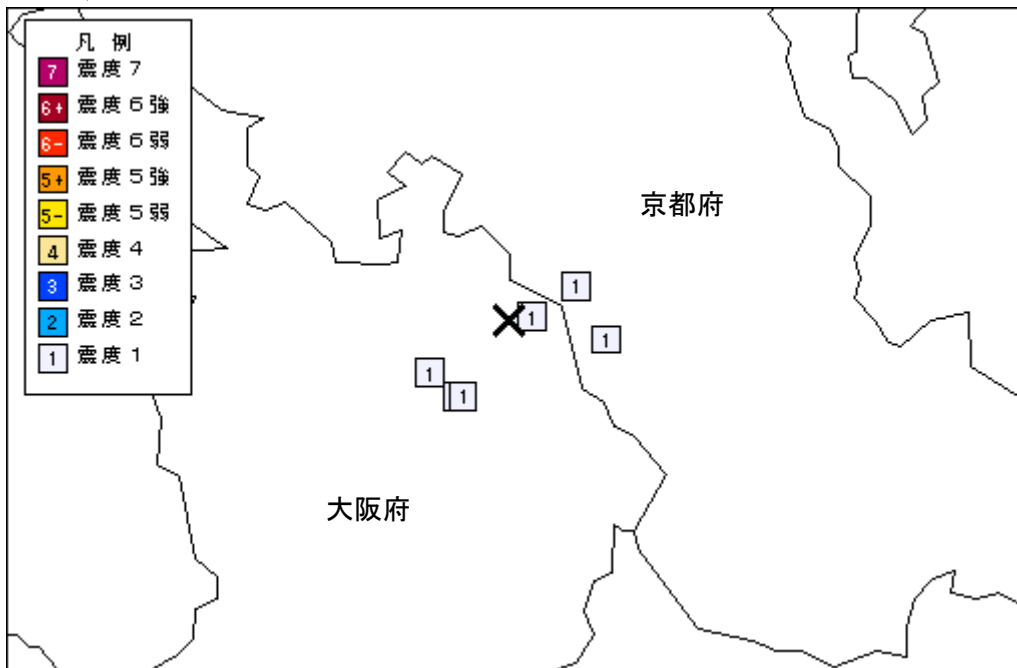 凡 例
7 震度7
6+ 震度6強
6- 震度6弱
5+ 震度5強
5- 震度5弱
4 震度4
3 震度3
2 震度2
1 震度1
京都府
1
1
1
1
1
大阪府